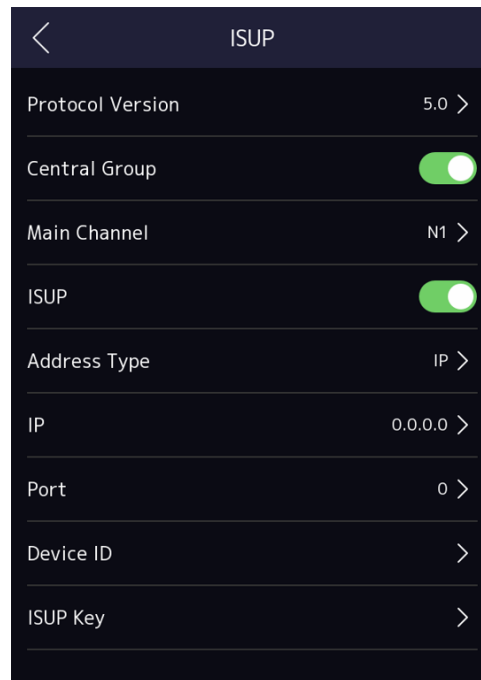 ISUP
Protocol Version 5.0
Central Group
Main Channel N1
ISUP
Address Type IP
IP 0.0.0.0
Port 0
Device ID
ISUP Key